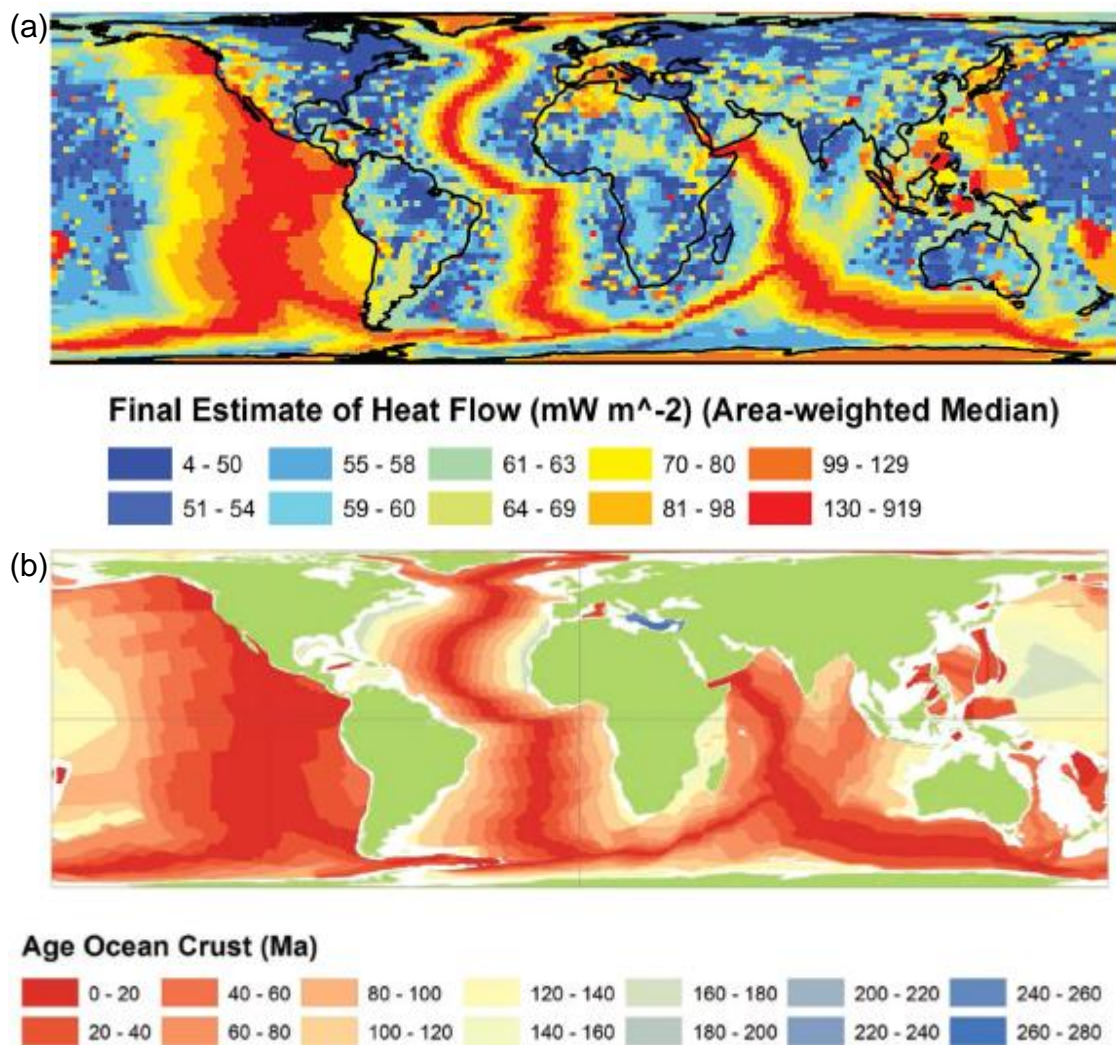 (a)
Final Estimate of Heat Flow (mW m^-2) (Area-weighted Median)
4 - 50 55 - 58 61 - 63 70 - 80 99 - 129
51 - 54 59 - 60 64 - 69 81 - 98 130 - 919
(b)
Age Ocean Crust (Ma)
0 - 20 40 - 60 80 - 100 120 - 140 160 - 180 200 - 220 240 - 260
20 - 40 60 - 80 100 - 120 140 - 160 180 - 200 220 - 240 260 - 280